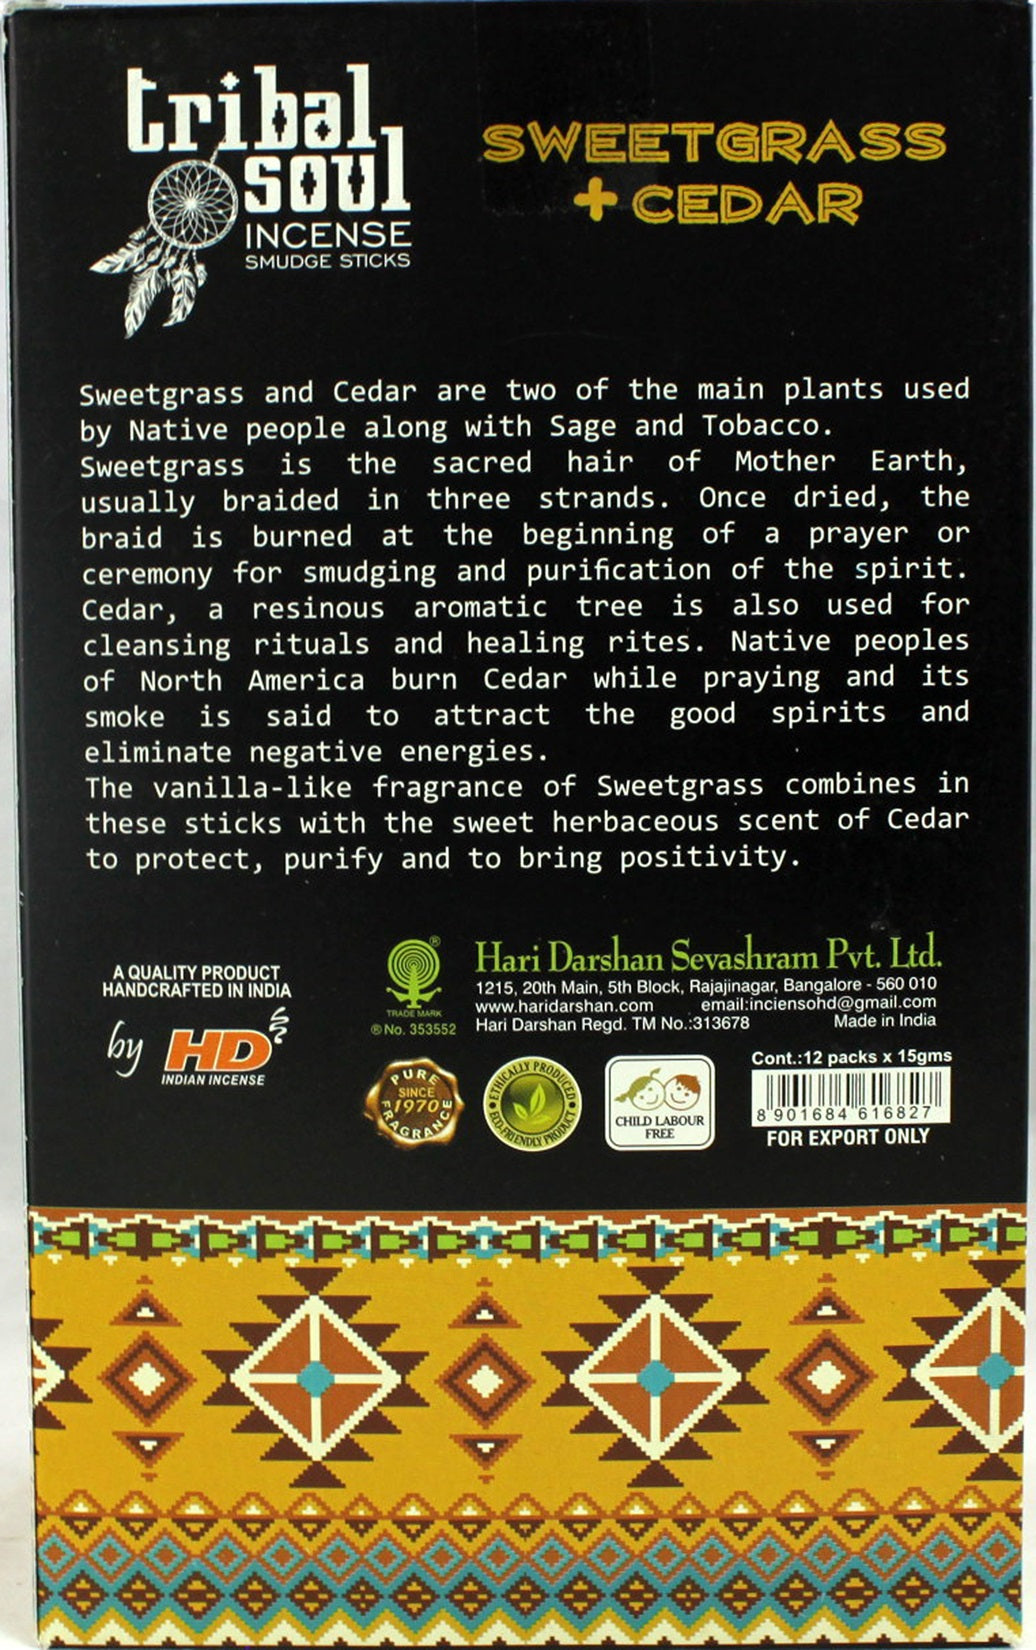 tribal
soul
INCENSE
SMUDGE STICKS
SWEETGRASS
+ CEDAR
Sweetgrass and Cedar are two of the main plants used
by Native people along with Sage and Tobacco.
Sweetgrass is the sacred hair of Mother Earth,
usually braided in three strands. Once dried, the
braid is burned at the beginning of a prayer or
ceremony for smudging and purification of the spirit.
Cedar, a resinous aromatic tree is also used for
cleansing rituals and healing rites. Native peoples
of North America burn Cedar while praying and its
smoke is said to attract the good spirits and
eliminate negative energies.
The vanilla-like fragrance of Sweetgrass combines in
these sticks with the sweet herbaceous scent of Cedar
to protect, purify and to bring positivity.
A QUALITY PRODUCT
HANDCRAFTED IN INDIA
by HD
INDIAN INCENSE
®
TRADE MARK
® No. 353552
Hari Darshan Sevashram Pvt. Ltd.
1215, 20th Main, 5th Block, Rajajinagar, Bangalore - 560 010
www.haridarshan.com email:inciensohd@gmail.com
Hari Darshan Regd. TM No.:313678 Made in India
PURE
SINCE
1970
FRAGRANCE
ETHICALLY PRODUCED
ECO-FRIENDLY PRODUCT
CHILD LABOUR
FREE
Cont.:12 packs x 15gms
8 901684 616827
FOR EXPORT ONLY